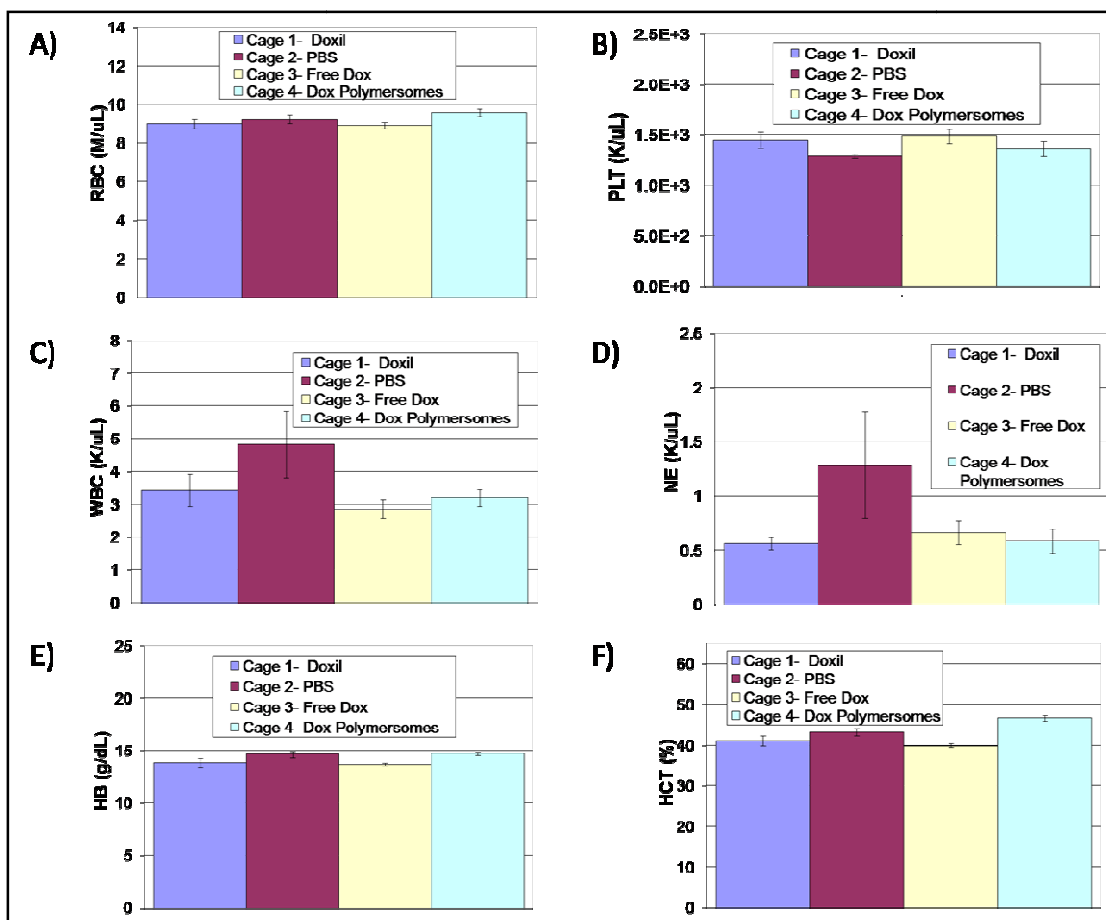 A)
Cage 1- Doxil
Cage 2- PBS
Cage 3- Free Dox
Cage 4- Dox Polymersomes
RBC (M/uL)
14
12
10
8
6
4
2
0
B)
Cage 1- Doxil
Cage 2- PBS
Cage 3- Free Dox
Cage 4- Dox Polymersomes
PLT (K/uL)
2.5E+3
2.0E+3
1.5E+3
1.0E+3
5.0E+2
0.0E+0
C)
Cage 1- Doxil
Cage 2- PBS
Cage 3- Free Dox
Cage 4- Dox Polymersomes
WBC (K/uL)
8
7
6
5
4
3
2
1
0
D)
Cage 1- Doxil
Cage 2- PBS
Cage 3- Free Dox
Cage 4- Dox
Polymersomes
NE (K/uL)
2.5
2
1.5
1
0.5
0
E)
Cage 1- Doxil
Cage 2- PBS
Cage 3- Free Dox
Cage 4 Dox Polymersomes
HB (g/dL)
25
20
15
10
5
0
F)
Cage 1- Doxil
Cage 2- PBS
Cage 3- Free Dox
Cage 4- Dox Polymersomes
HCT (%)
60
50
40
30
20
10
0